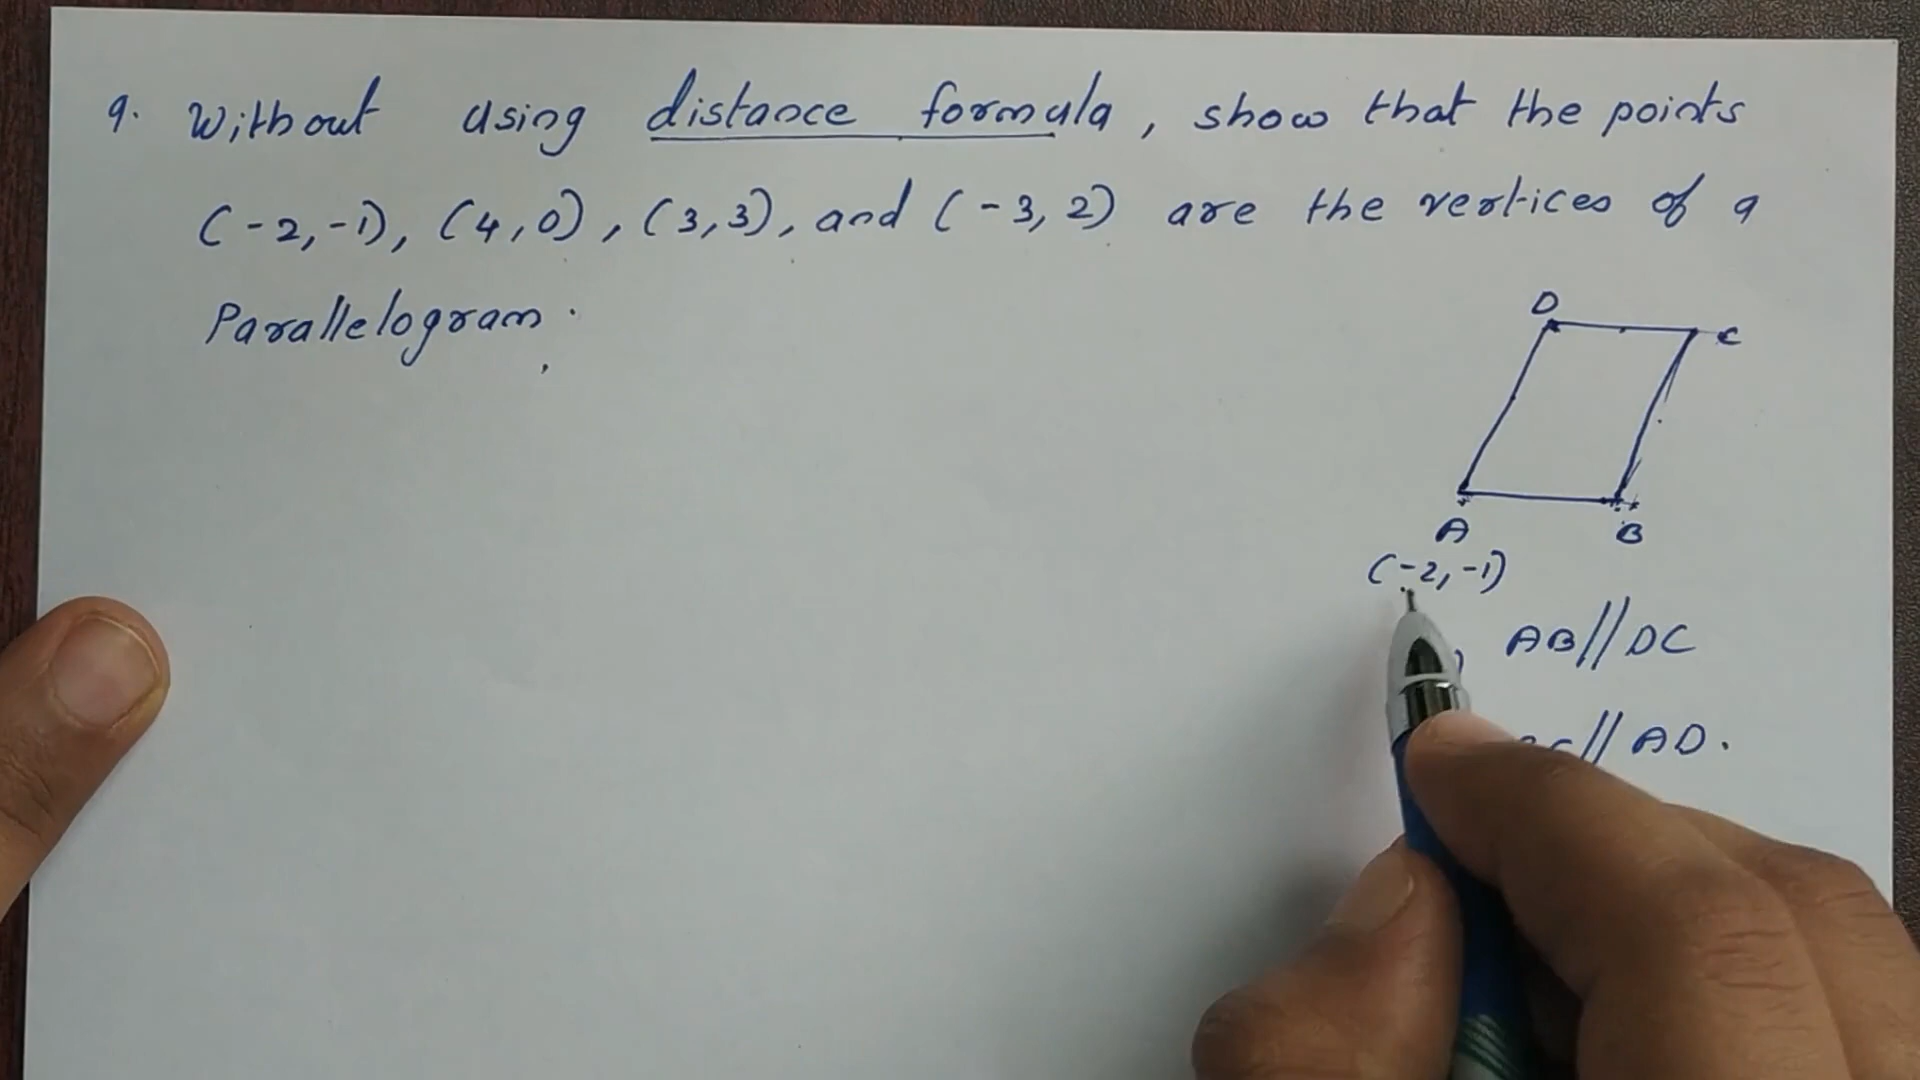 9. Without using distance formula, show that the points
(-2,-1), (4,0), (3,3), and (-3,2) are the vertices of a
Parallelogram.
D
C
A
B
(-2,-1)
AB//DC
// AD.